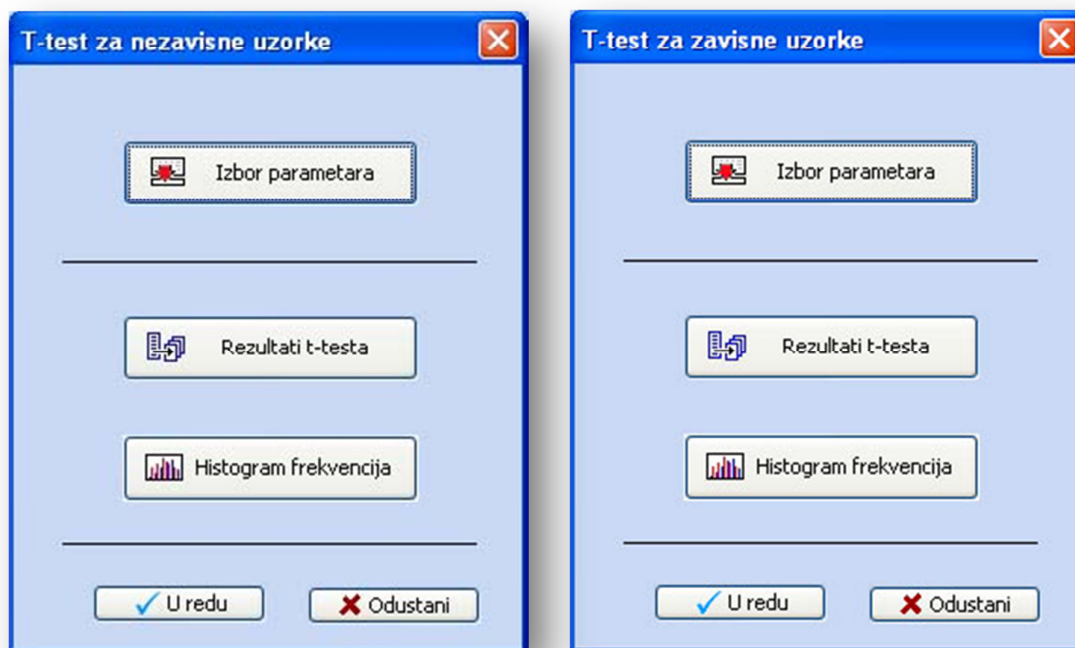 T-test za nezavisne uzorke
Izbor parametara
Rezultati t-testa
Histogram frekvencija
U redu
Odustani
T-test za zavisne uzorke
Izbor parametara
Rezultati t-testa
Histogram frekvencija
U redu
Odustani